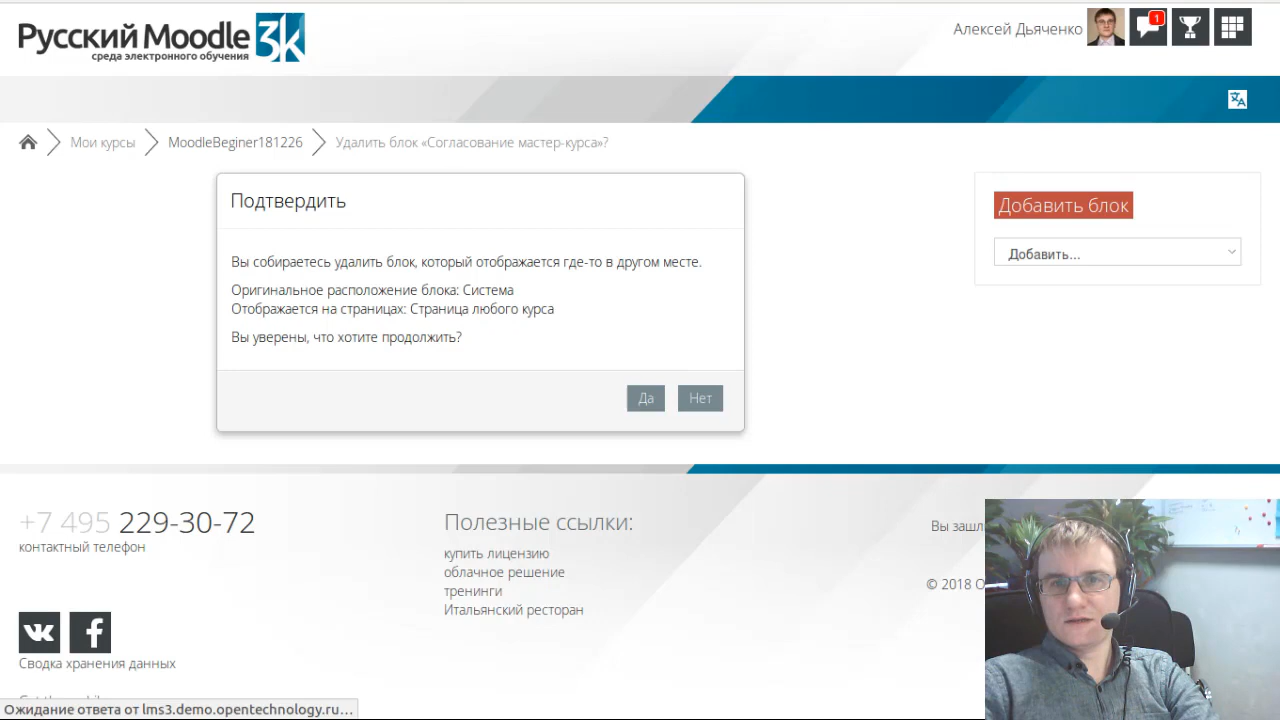 Русский Moodle 3k
среда электронного обучения
Алексей Дьяченко
1
Мои курсы
MoodleBeginer181226
Удалить блок «Согласование мастер-курса»?
Подтвердить
Вы собираетесь удалить блок, который отображается где-то в другом месте.
Оригинальное расположение блока: Система
Отображается на страницах: Страница любого курса
Вы уверены, что хотите продолжить?
Да
Нет
Добавить блок
Добавить...
+7 495 229-30-72
контактный телефон
Сводка хранения данных
Полезные ссылки:
купить лицензию
облачное решение
тренинги
Итальянский ресторан
Вы
© 2018
Ожидание ответа от lms3.demo.opentechnology.ru...